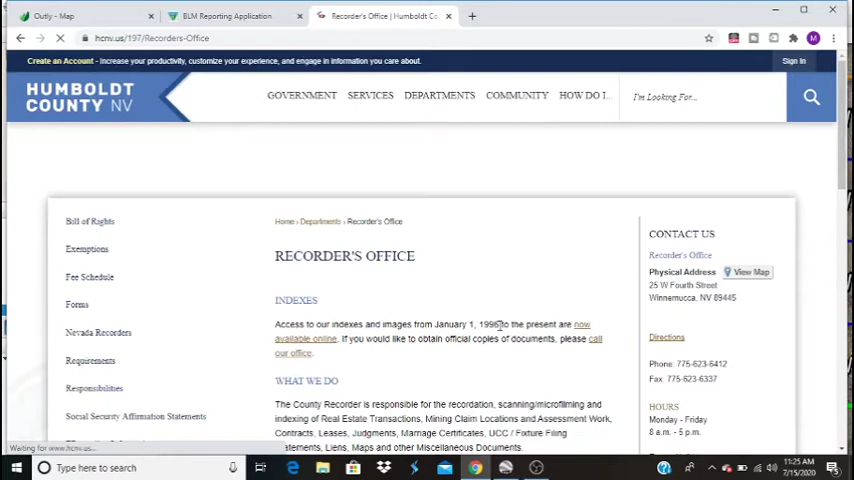 Outly - Map
BLM Reporting Application
Recorder's Office | Humboldt Co
hcnv.us/197/Recorders-Office
M
Create an Account - Increase your productivity, customize your experience, and engage in information you care about.
Sign In
HUMBOLDT
COUNTY NV
GOVERNMENT SERVICES DEPARTMENTS COMMUNITY HOW DO I...
I'm Looking For...
Bill of Rights
Exemptions
Fee Schedule
Forms
Nevada Recorders
Requirements
Responsibilities
Social Security Affirmation Statements
Home › Departments › Recorder's Office
RECORDER'S OFFICE
INDEXES
Access to our indexes and images from January 1, 1996 to the present are now
available online. If you would like to obtain official copies of documents, please call
our office.
WHAT WE DO
The County Recorder is responsible for the recordation, scanning/microfilming and
indexing of Real Estate Transactions, Mining Claim Locations and Assessment Work,
Contracts, Leases, Judgments, Marriage Certificates, UCC / Fixture Filing
Statements, Liens, Maps and other Miscellaneous Documents.
CONTACT US
Recorder's Office
Physical Address View Map
25 W Fourth Street
Winnemucca, NV 89445
Directions
Phone: 775-623-6412
Fax: 775-623-6337
HOURS
Monday - Friday
8 a.m. - 5 p.m.
Waiting for www.hcnv.us...
Type here to search
11:25 AM
7/15/2020